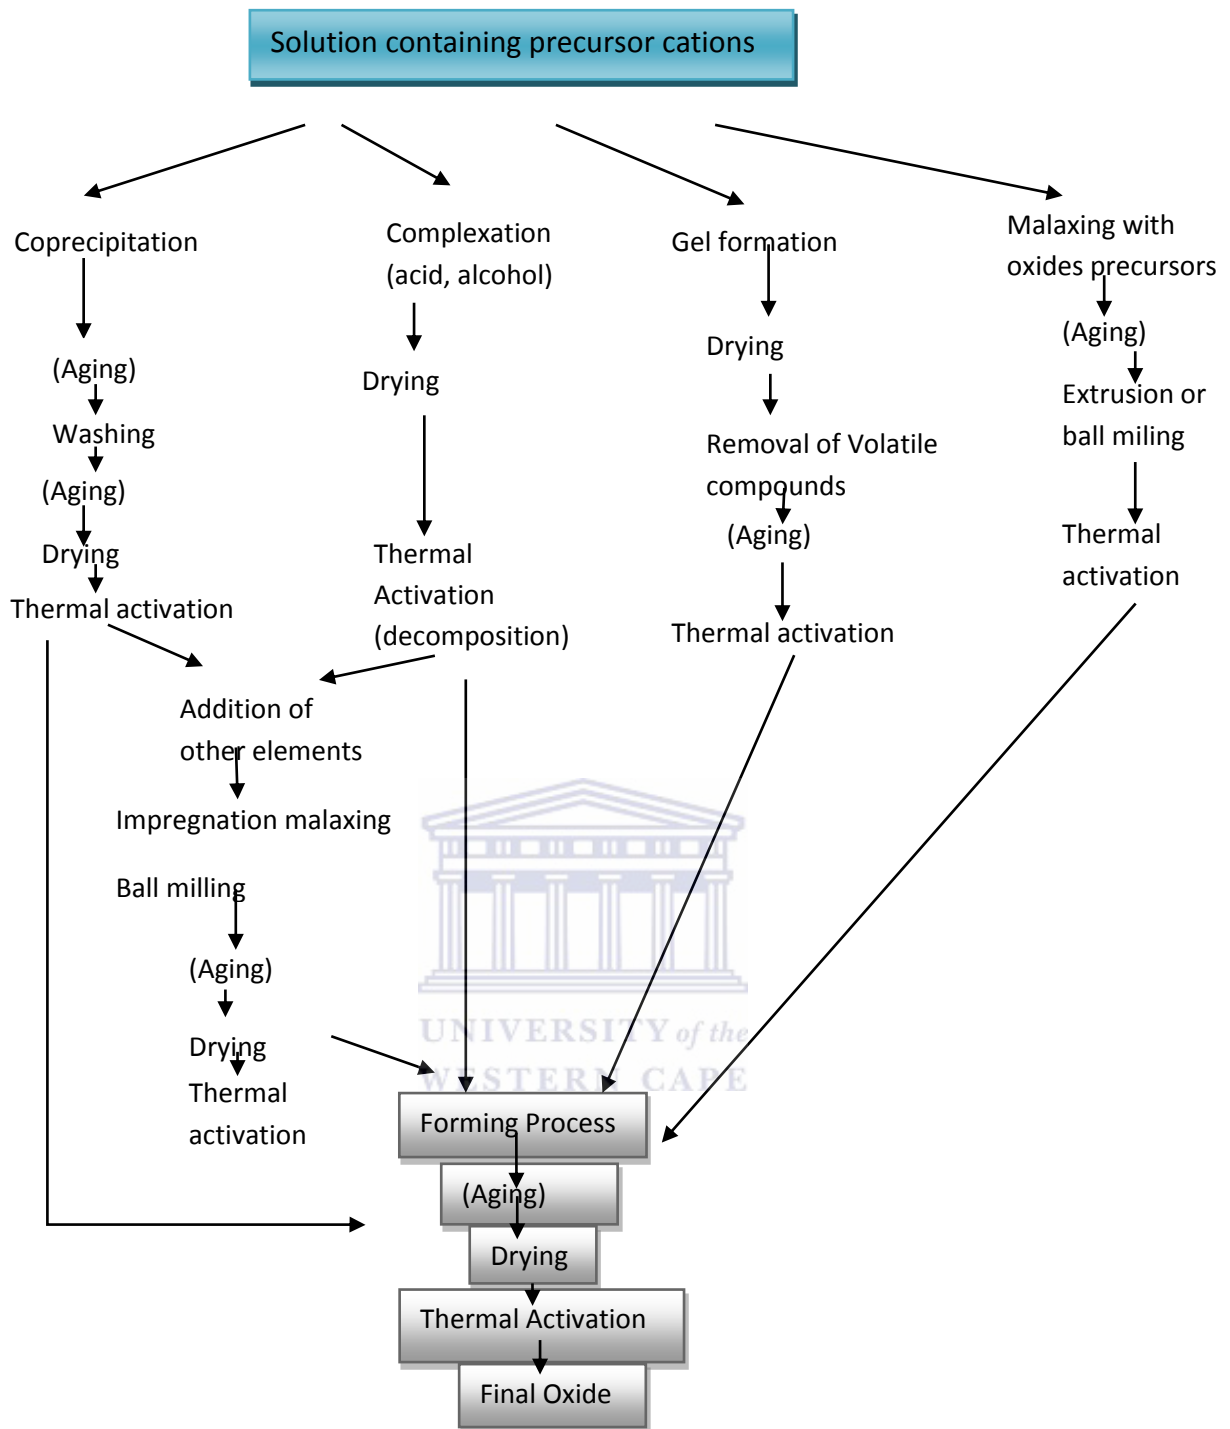 Solution containing precursor cations
Coprecipitation
(Aging)
Washing
(Aging)
Drying
Thermal activation
Complexation
(acid, alcohol)
Drying
Thermal
Activation
(decomposition)
Gel formation
Drying
Removal of Volatile
compounds
(Aging)
Thermal activation
Malaxing with
oxides precursors
(Aging)
Extrusion or
ball miling
Thermal
activation
Addition of
other elements
Impregnation malaxing
Ball milling
(Aging)
Drying
Thermal
activation
UNIVERSITY of the
WESTERN CAPE
Forming Process
(Aging)
Drying
Thermal Activation
Final Oxide